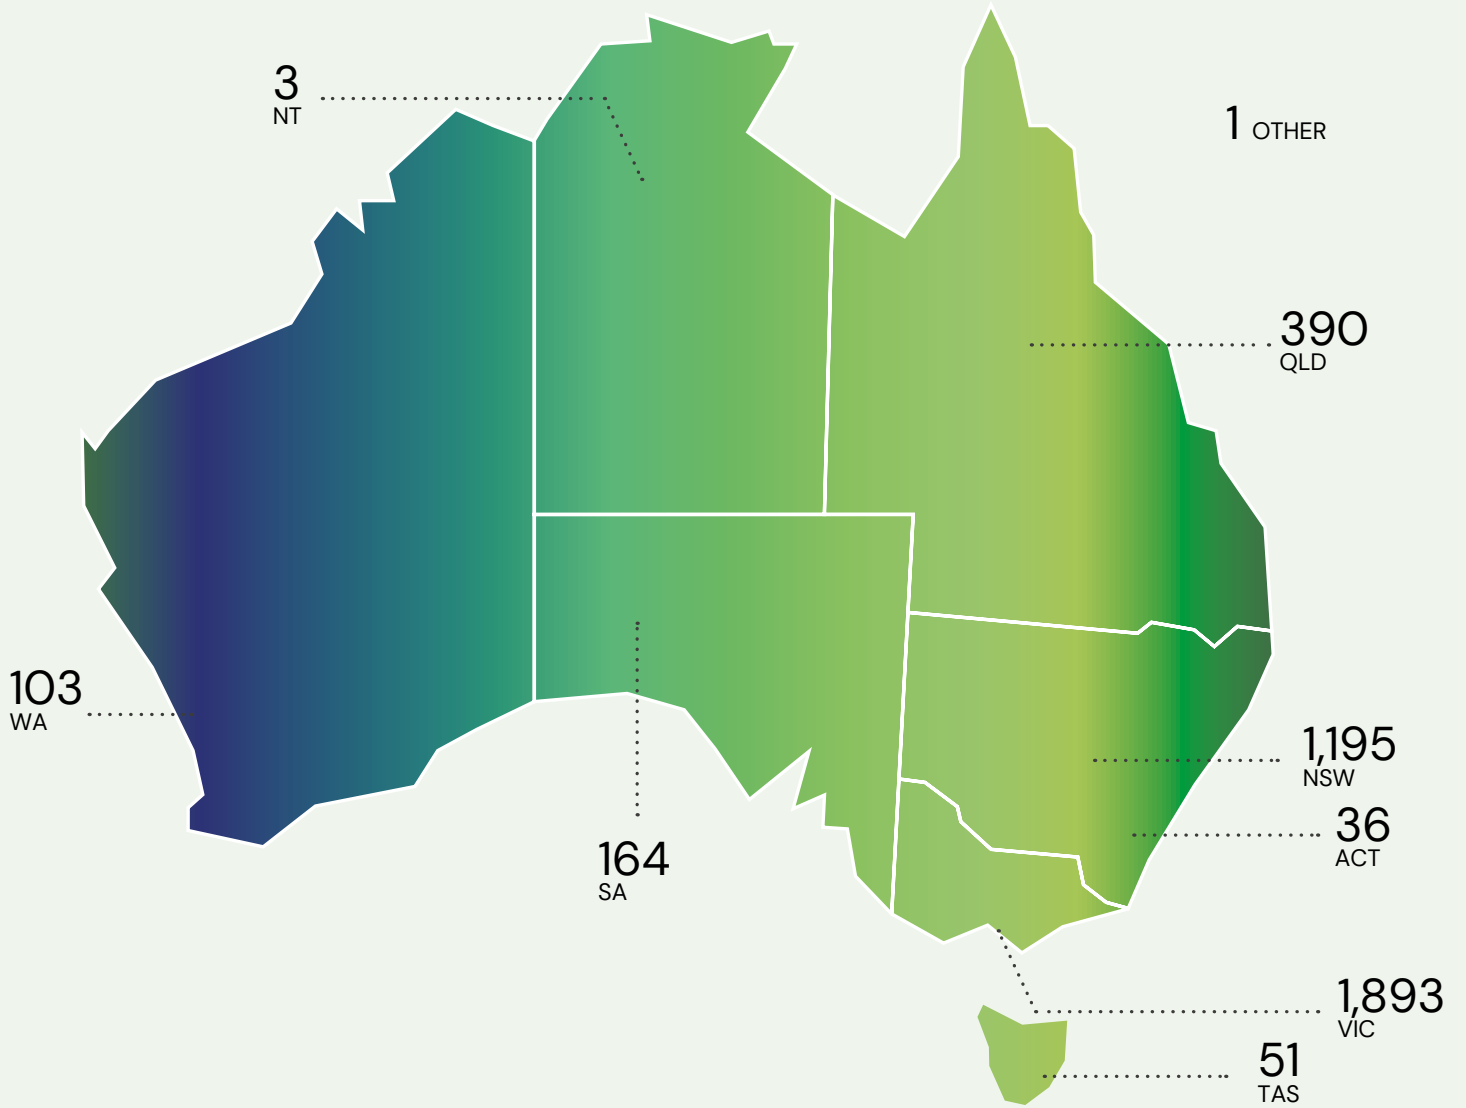 3
NT
1 OTHER
390
QLD
103
WA
1,195
NSW
36
ACT
164
SA
1,893
VIC
51
TAS